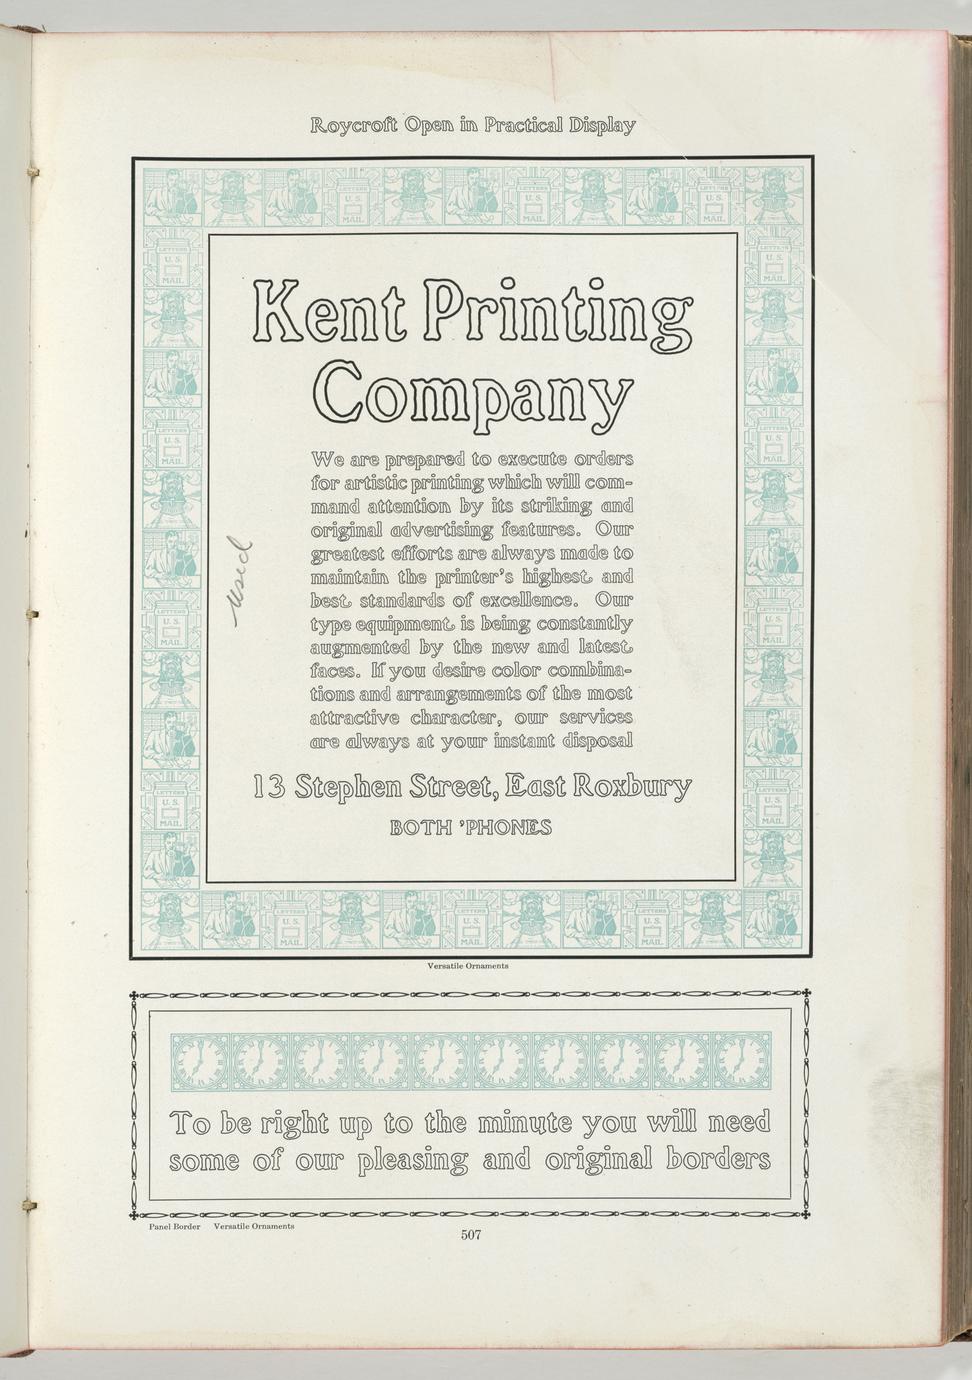 Roycroft Open in Practical Display
Kent Printing
Company
We are prepared to execute orders
for artistic printing which will com-
mand attention by its striking and
original advertising features. Our
greatest efforts are always made to
maintain the printer's highest and
best standards of excellence. Our
type equipment is being constantly
augmented by the new and latest
faces. If you desire color combina-
tions and arrangements of the most
attractive character, our services
are always at your instant disposal
13 Stephen Street, East Roxbury
BOTH 'PHONES
used
LETTERS
U.S.
MAIL
Versatile Ornaments
To be right up to the minute you will need
some of our pleasing and original borders
Panel Border Versatile Ornaments
507